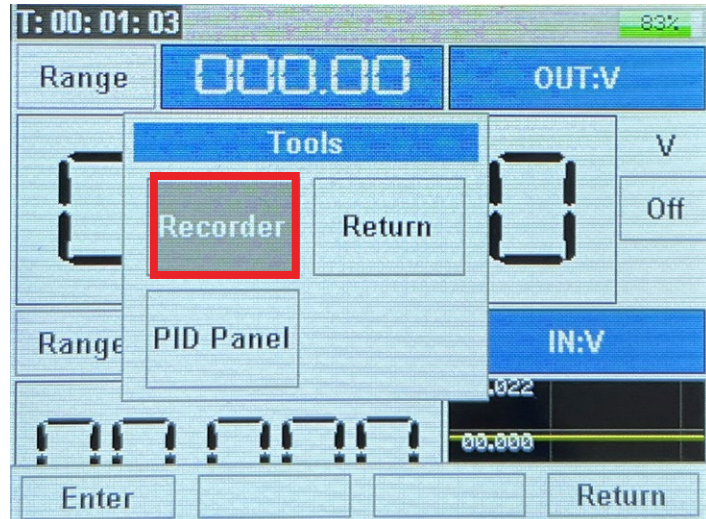 T: 00: 01: 03
83%
Range
000.00
OUT:V
Tools
V
Recorder
Return
Off
PID Panel
Range
IN:V
.022
00.000
Enter
Return